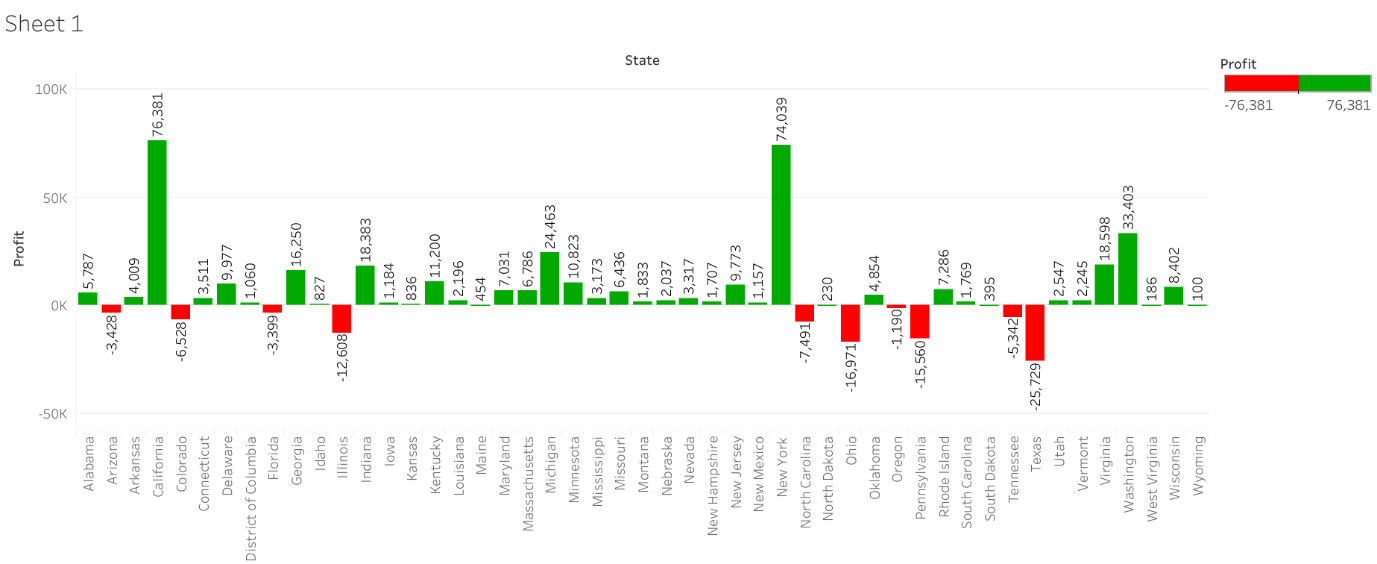 Sheet 1
State
Profit
-76,381 76,381
Profit
100K
50K
0K
-50K
5,787
-3,428
4,009
76,381
-6,528
3,511
9,977
1,060
-3,399
16,250
827
-12,608
18,383
1,184
836
11,200
2,196
454
7,031
6,786
24,463
10,823
3,173
6,436
1,833
2,037
3,317
1,707
9,773
1,157
74,039
-7,491
230
-16,971
4,854
-1,190
-15,560
7,286
1,769
395
-5,342
-25,729
2,547
2,245
18,598
33,403
186
8,402
100
Alabama
Arizona
Arkansas
California
Colorado
Connecticut
Delaware
District of Columbia
Florida
Georgia
Idaho
Illinois
Indiana
Iowa
Kansas
Kentucky
Louisiana
Maine
Maryland
Massachusetts
Michigan
Minnesota
Mississippi
Missouri
Montana
Nebraska
Nevada
New Hampshire
New Jersey
New Mexico
New York
North Carolina
North Dakota
Ohio
Oklahoma
Oregon
Pennsylvania
Rhode Island
South Carolina
South Dakota
Tennessee
Texas
Utah
Vermont
Virginia
Washington
West Virginia
Wisconsin
Wyoming